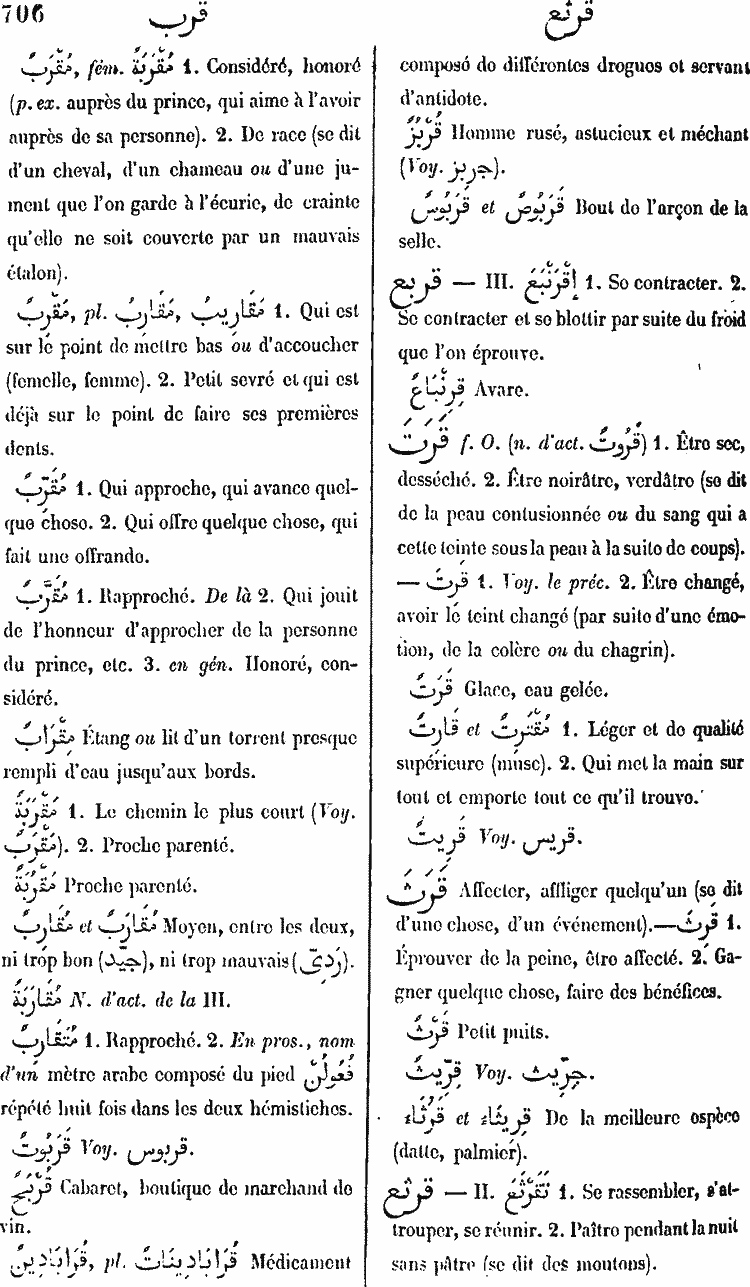 706 قرب قرثع
مُقْرَبٌ, fém. مُقْرَبَةٌ 1. Considéré, honoré
(p. ex. auprès du prince, qui aime à l'avoir
auprès de sa personne). 2. De race (se dit
d'un cheval, d'un chameau ou d'une ju-
ment que l'on garde à l'écurie, de crainte
qu'elle ne soit couverte par un mauvais
étalon).
مُقْرِبٌ, pl. مَقَارِبُ, مَقَارِيبُ 1. Qui est
sur le point de mettre bas ou d'accoucher
(femelle, femme). 2. Petit sevré et qui est
déjà sur le point de faire ses premières
dents.
مُقَرِّبٌ 1. Qui approche, qui avance quel-
que chose. 2. Qui offre quelque chose, qui
fait une offrande.
مُقَرَّبٌ 1. Rapproché. De là 2. Qui jouit
de l'honneur d'approcher de la personne
du prince, etc. 3. en gén. Honoré, con-
sidéré.
مِقْرَابٌ Étang ou lit d'un torrent presque
rempli d'eau jusqu'aux bords.
مَقْرَبَةٌ 1. Le chemin le plus court (Voy.
مَقْرَبٌ). 2. Proche parenté.
مَقْرُبَةٌ Proche parenté.
مُقَارِبٌ et مُقَارَبٌ Moyen, entre les deux,
ni trop bon (جيّد), ni trop mauvais (رَدِىّ).
مُقَارَبَةٌ N. d'act. de la III.
مُتَقَارِبٌ 1. Rapproché. 2. En pros., nom
d'un mètre arabe composé du pied فَعُولُنْ
répété huit fois dans les deux hémistiches.
قَرَبُوتٌ Voy. قربوس.
قُرْبَجٌ Cabaret, boutique de marchand de
vin.
قَرَابَادِينٌ, pl. قَرَابَادِينَاتٌ Médicament
composé de différentes drogues et servant
d'antidote.
قُرْبُزٌ Homme rusé, astucieux et méchant
(Voy. جربز).
قَرَبُوسٌ et قَرَبُوصٌ Bout de l'arçon de la
selle.
قربع — III. إِقْرَنْبَعَ 1. Se contracter. 2.
Se contracter et se blottir par suite du froid
que l'on éprouve.
قِرِنْبَاعٌ Avare.
قَرَتَ f. O. (n. d'act. قُرُوتٌ) 1. Être sec,
desséché. 2. Être noirâtre, verdâtre (se dit
de la peau contusionnée ou du sang qui a
cette teinte sous la peau à la suite de coups).
— قَرِتَ 1. Voy. le préc. 2. Être changé,
avoir le teint changé (par suite d'une émo-
tion, de la colère ou du chagrin).
قَرَتٌ Glace, eau gelée.
قَارِتٌ et مُقْتَرِتٌ 1. Léger et de qualité
supérieure (musc). 2. Qui met la main sur
tout et emporte tout ce qu'il trouve.
قَرِيتٌ Voy. قريس.
قَرَثَ Affecter, affliger quelqu'un (se dit
d'une chose, d'un événement).—قَرِثَ 1.
Éprouver de la peine, être affecté. 2. Ga-
gner quelque chose, faire des bénéfices.
قَرْثٌ Petit puits.
قِرِّيثٌ Voy. جرّيث.
قَرَثَاءُ et قَرِيثَاءُ De la meilleure espèce
(datte, palmier).
قرثع — II. تَقَرْثَعَ 1. Se rassembler, s'at-
trouper, se réunir. 2. Paître pendant la nuit
sans pâtre (se dit des moutons).